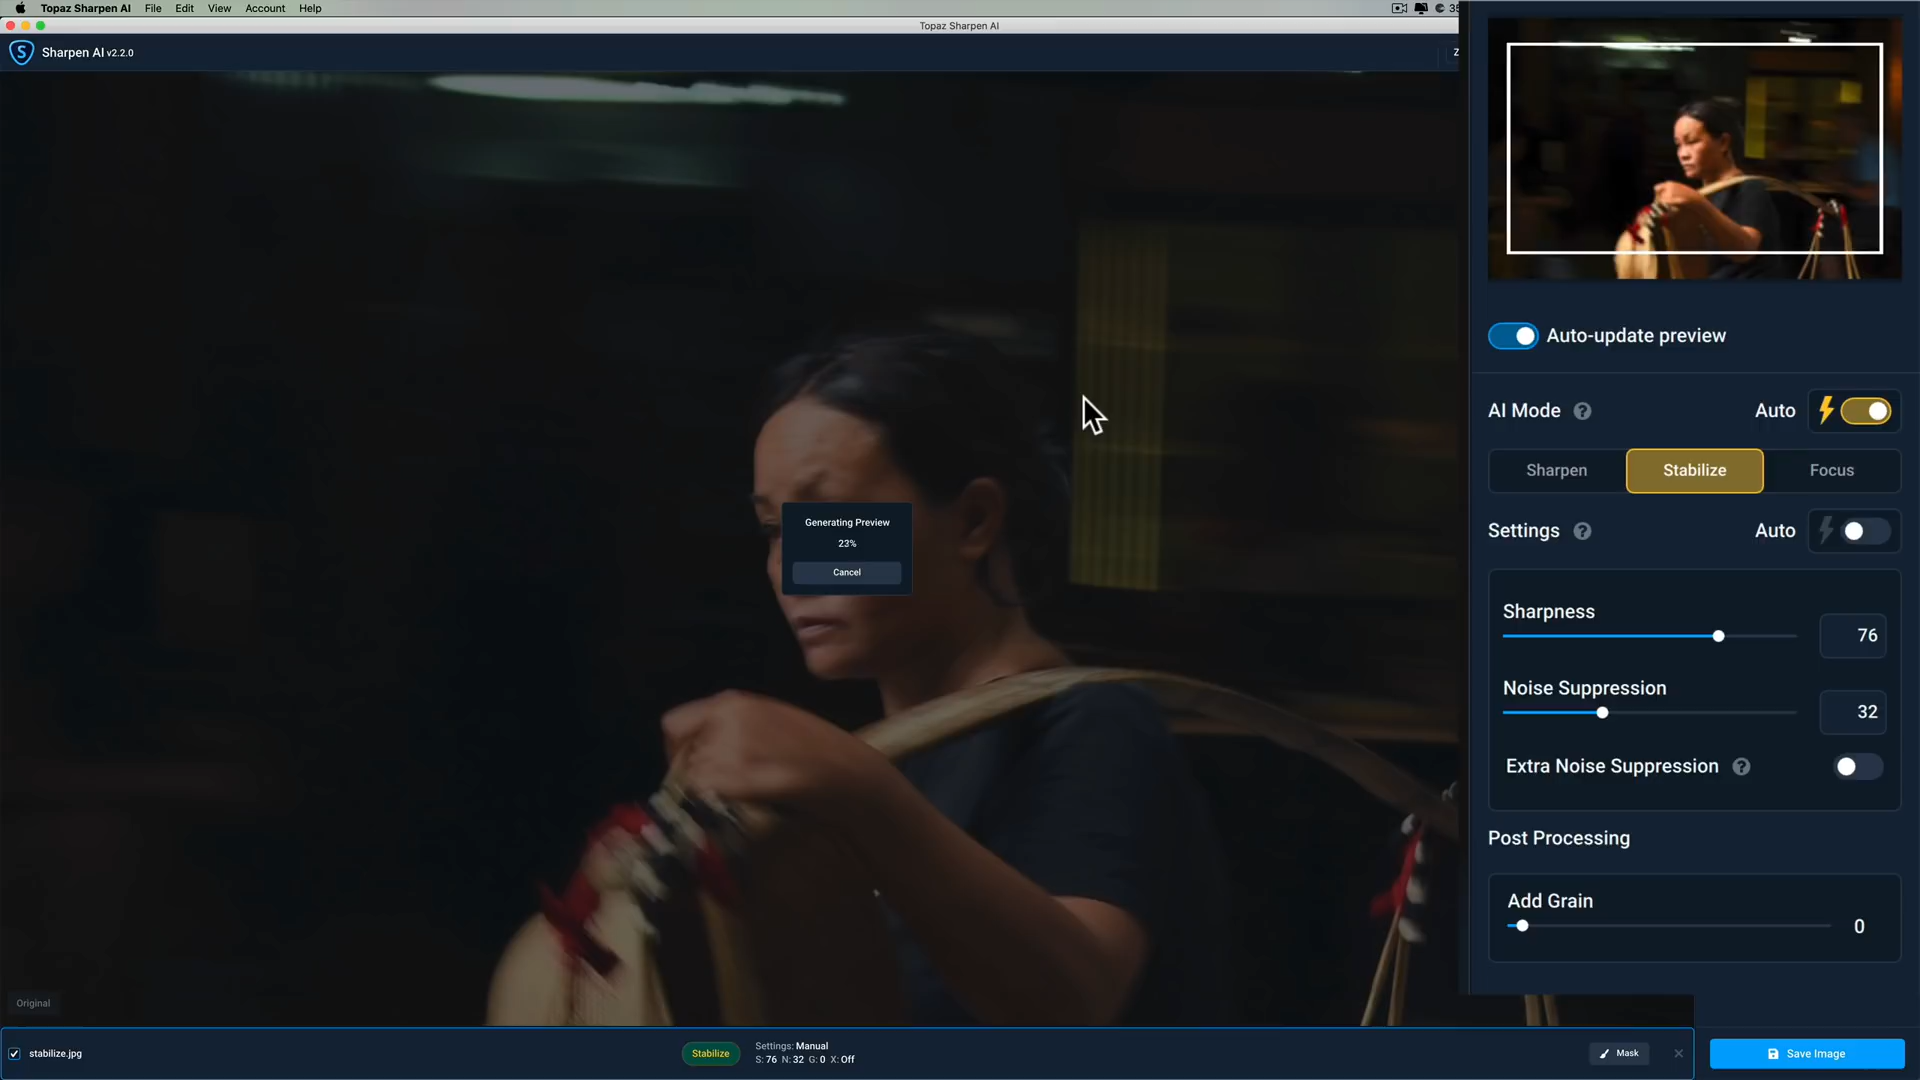 Topaz Sharpen AI File Edit View Account Help
Topaz Sharpen AI
Sharpen AI v2.2.0
Auto-update preview
AI Mode ? Auto
Sharpen Stabilize Focus
Settings ? Auto
Generating Preview
23%
Cancel
Sharpness
76
Noise Suppression
32
Extra Noise Suppression ?
Post Processing
Add Grain
0
Original
stabilize.jpg
Stabilize
Settings: Manual
S: 76 N: 32 G: 0 X: Off
Mask
Save Image